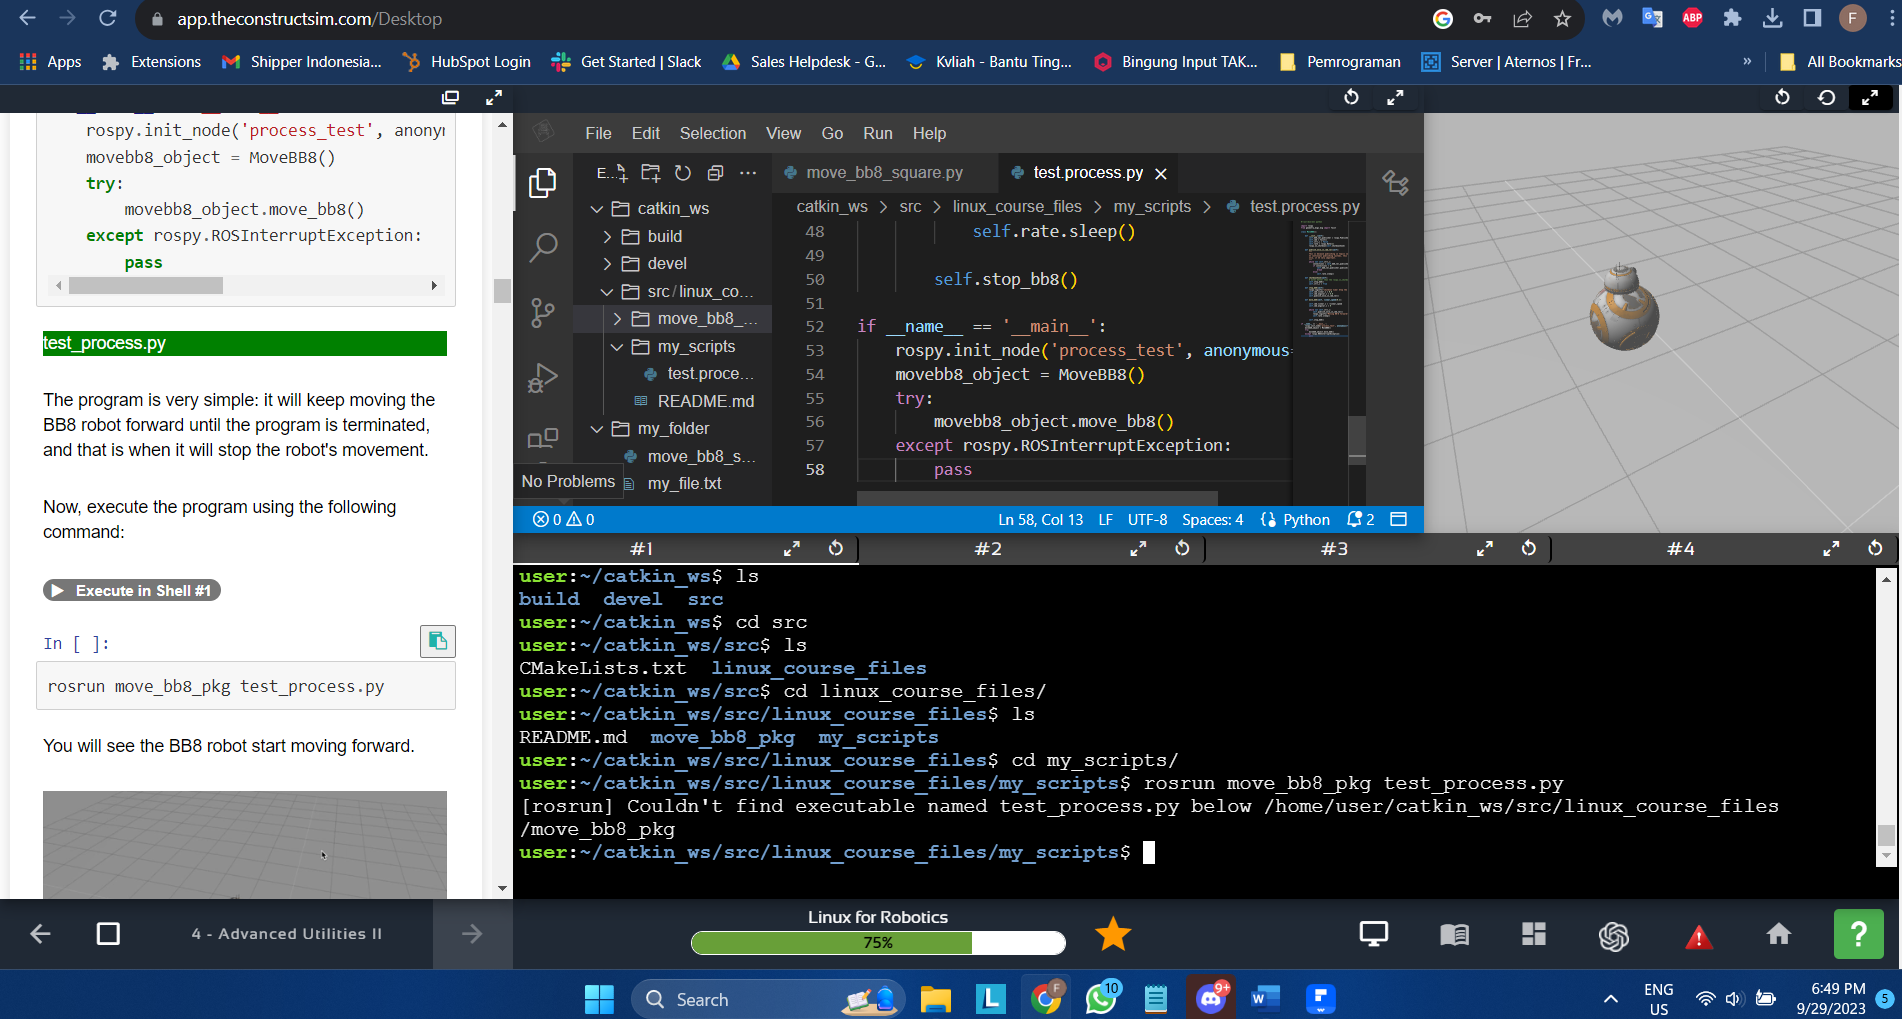 app.theconstructsim.com/Desktop
ABP
F
Apps
Extensions
Shipper Indonesia...
HubSpot Login
Get Started | Slack
Sales Helpdesk - G...
Kvliah - Bantu Ting...
Bingung Input TAK...
Pemrograman
Server | Aternos | Fr...
»
All Bookmarks
rospy.init_node('process_test', anony
movebb8_object = MoveBB8()
try:
movebb8_object.move_bb8()
except rospy.ROSInterruptException:
pass
test_process.py
The program is very simple: it will keep moving the
BB8 robot forward until the program is terminated,
and that is when it will stop the robot's movement.
Now, execute the program using the following
command:
Execute in Shell #1
In [ ]:
rosrun move_bb8_pkg test_process.py
You will see the BB8 robot start moving forward.
File Edit Selection View Go Run Help
E...
catkin_ws
build
devel
src/linux_co...
move_bb8_...
my_scripts
test.proce...
README.md
my_folder
move_bb8_s...
my_file.txt
No Problems
move_bb8_square.py
test.process.py
catkin_ws > src > linux_course_files > my_scripts > test.process.py
48 self.rate.sleep()
49
50 self.stop_bb8()
51
52 if __name__ == '__main__':
53 rospy.init_node('process_test', anonymous=
54 movebb8_object = MoveBB8()
55 try:
56 movebb8_object.move_bb8()
57 except rospy.ROSInterruptException:
58 pass
0 0
Ln 58, Col 13 LF UTF-8 Spaces: 4 Python 2
#1
#2
#3
#4
user:~/catkin_ws$ ls
build devel src
user:~/catkin_ws$ cd src
user:~/catkin_ws/src$ ls
CMakeLists.txt linux_course_files
user:~/catkin_ws/src$ cd linux_course_files/
user:~/catkin_ws/src/linux_course_files$ ls
README.md move_bb8_pkg my_scripts
user:~/catkin_ws/src/linux_course_files$ cd my_scripts/
user:~/catkin_ws/src/linux_course_files/my_scripts$ rosrun move_bb8_pkg test_process.py
[rosrun] Couldn't find executable named test_process.py below /home/user/catkin_ws/src/linux_course_files
/move_bb8_pkg
user:~/catkin_ws/src/linux_course_files/my_scripts$
4 - Advanced Utilities II
Linux for Robotics
75%
?
Search
L
F
10
9+
W
ENG
US
6:49 PM
9/29/2023
5